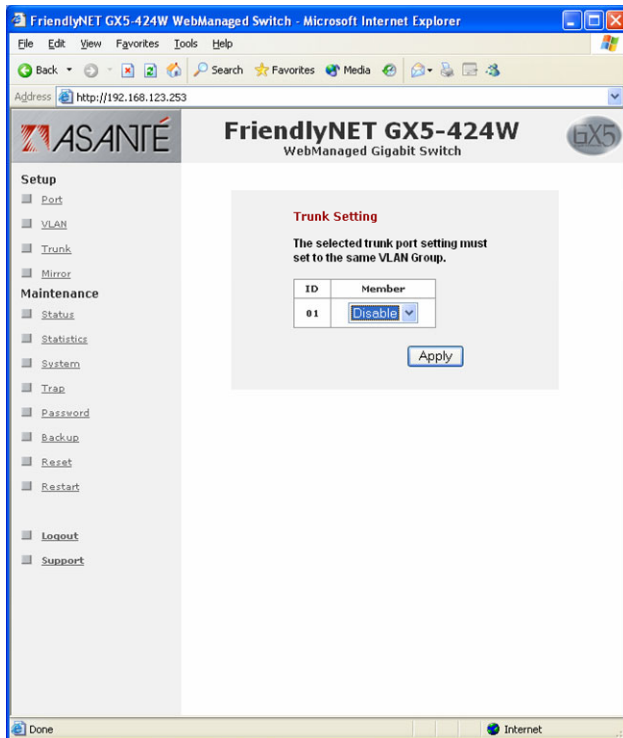 FriendlyNET GX5-424W WebManaged Switch - Microsoft Internet Explorer
File Edit View Favorites Tools Help
Back Search Favorites Media
Address http://192.168.123.253
ASANTÉ
FriendlyNET GX5-424W
WebManaged Gigabit Switch
GX5
Setup
Port
VLAN
Trunk
Mirror
Maintenance
Status
Statistics
System
Trap
Password
Backup
Reset
Restart
Logout
Support
Trunk Setting
The selected trunk port setting must
set to the same VLAN Group.
ID Member
01 Disable
Apply
Done Internet